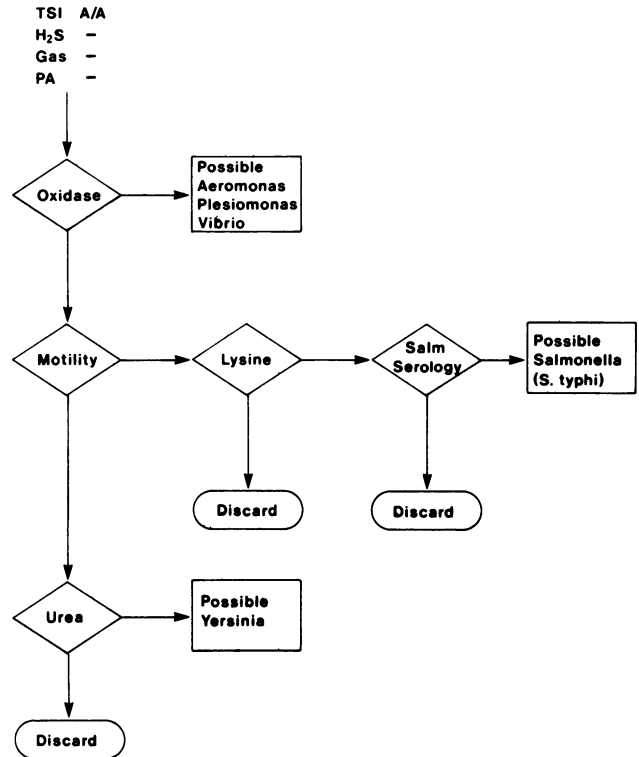 TSI A/A
H₂S –
Gas –
PA –
Oxidase
Possible
Aeromonas
Plesiomonas
Vibrio
Motility
Lysine
Salm
Serology
Possible
Salmonella
(S. typhi)
Discard
Discard
Urea
Possible
Yersinia
Discard